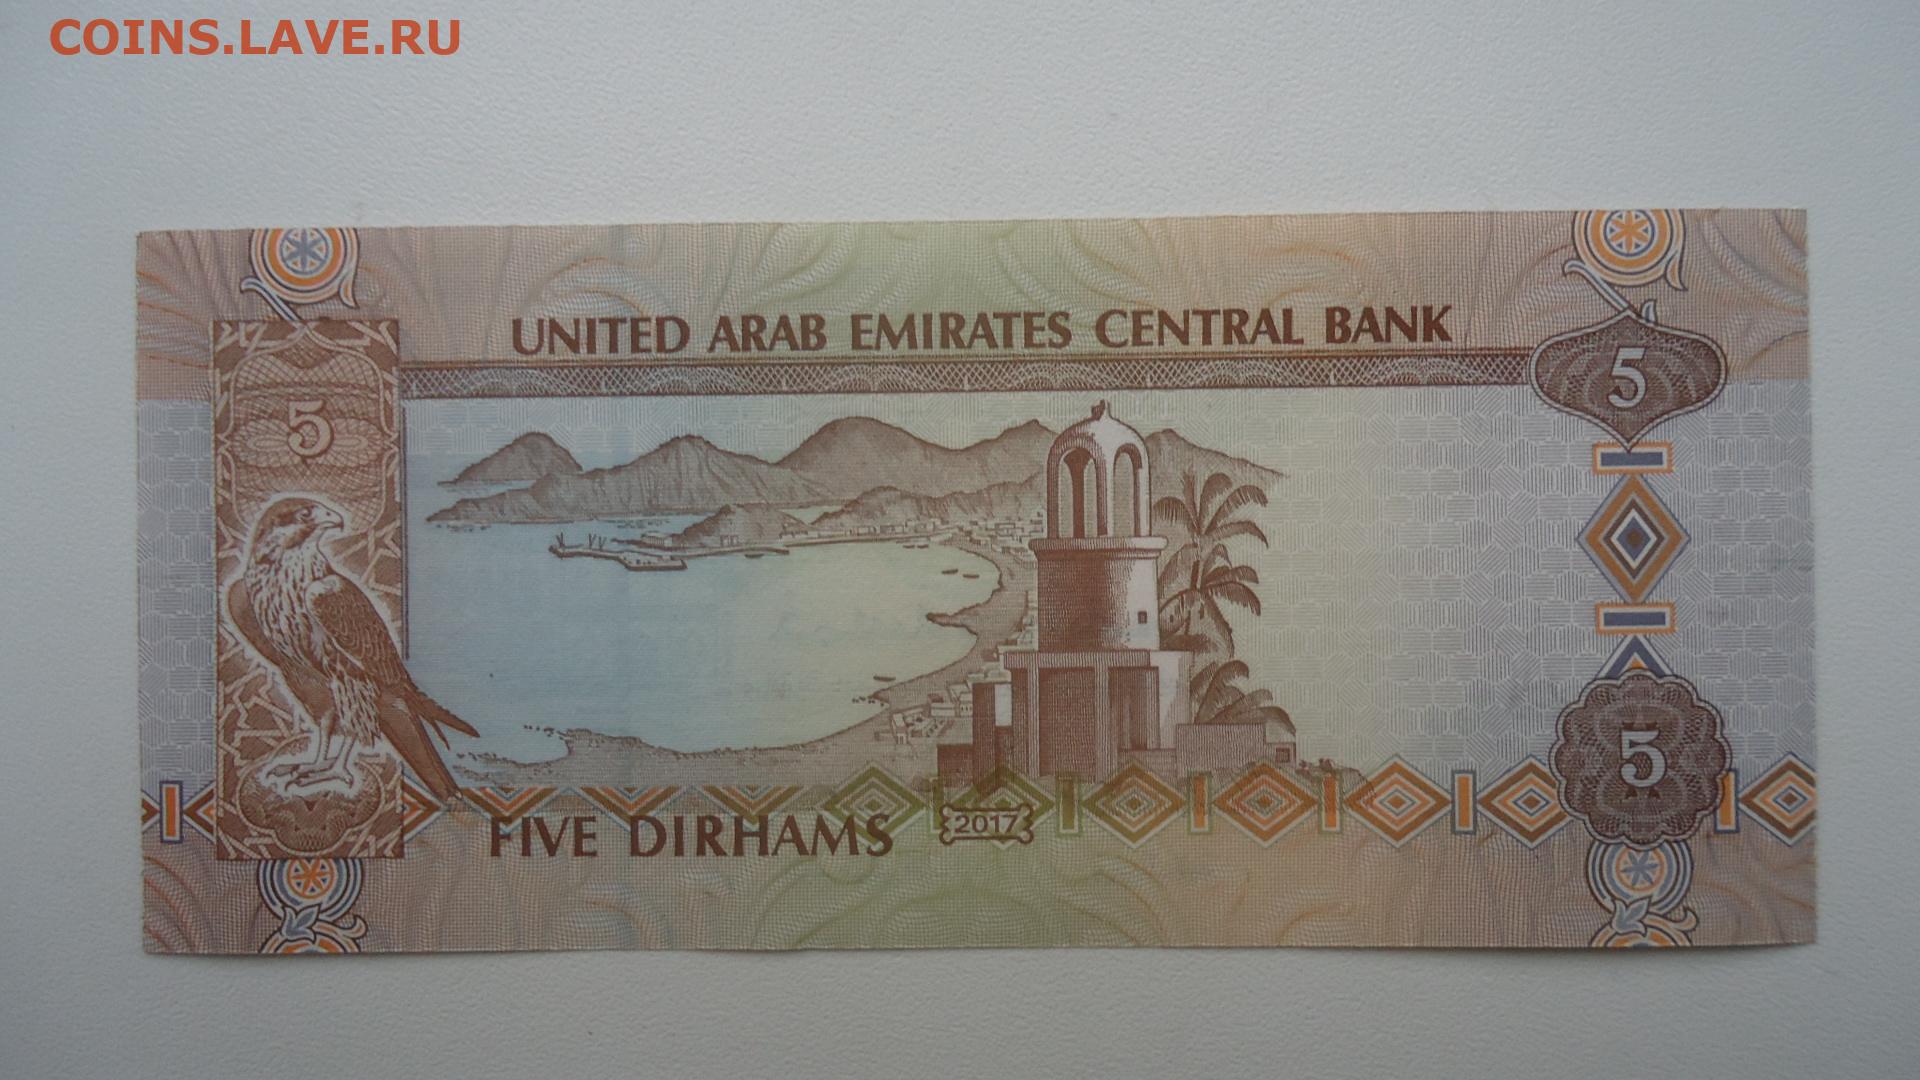 COINS.LAVE.RU
UNITED ARAB EMIRATES CENTRAL BANK
5
5
5
FIVE DIRHAMS
2017